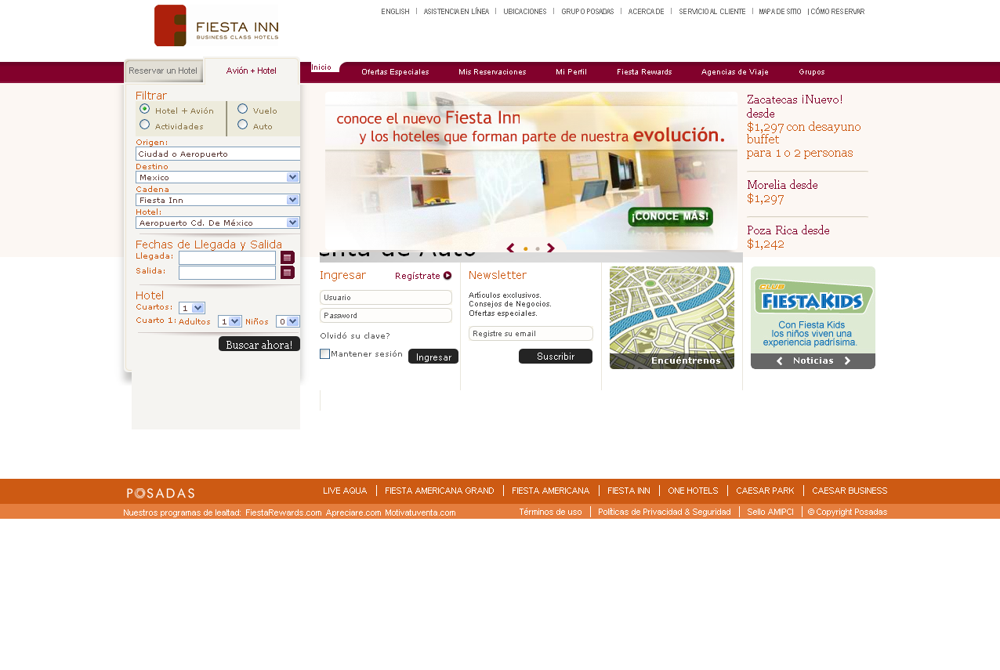 FIESTA INN
BUSINESS CLASS HOTELS
ENGLISH | ASISTENCIA EN LÍNEA | UBICACIONES | GRUPO POSADAS | ACERCA DE | SERVICIO AL CLIENTE | MAPA DE SITIO | CÓMO RESERVAR
Reservar un Hotel
Avión + Hotel
Inicio
Ofertas Especiales
Mis Reservaciones
Mi Perfil
Fiesta Rewards
Agencias de Viaje
Grupos
Filtrar
Hotel + Avión
Vuelo
Actividades
Auto
Origen:
Ciudad o Aeropuerto
Destino
Mexico
Cadena
Fiesta Inn
Hotel:
Aeropuerto Cd. De México
Fechas de Llegada y Salida
Llegada:
Salida:
Hotel
Cuartos: 1
Cuarto 1: Adultos 1 Niños 0
Buscar ahora!
conoce el nuevo Fiesta Inn
y los hoteles que forman parte de nuestra evolución.
¡CONOCE MÁS!
Zacatecas ¡Nuevo!
desde
$1,297 con desayuno
buffet
para 1 o 2 personas
Morelia desde
$1,297
Poza Rica desde
$1,242
de Auto
Ingresar
Regístrate
Usuario
Password
Olvidó su clave?
Mantener sesión
Ingresar
Newsletter
Artículos exclusivos.
Consejos de Negocios.
Ofertas especiales.
Registre su email
Suscribir
Encuéntrenos
CLUB
FIESTAKIDS
Con Fiesta Kids
los niños viven una
experiencia padrísima.
Noticias
POSADAS
LIVE AQUA | FIESTA AMERICANA GRAND | FIESTA AMERICANA | FIESTA INN | ONE HOTELS | CAESAR PARK | CAESAR BUSINESS
Nuestros programas de lealtad: FiestaRewards.com Apreciare.com Motivatuventa.com
Términos de uso | Políticas de Privacidad & Seguridad | Sello AMIPCI | © Copyright Posadas